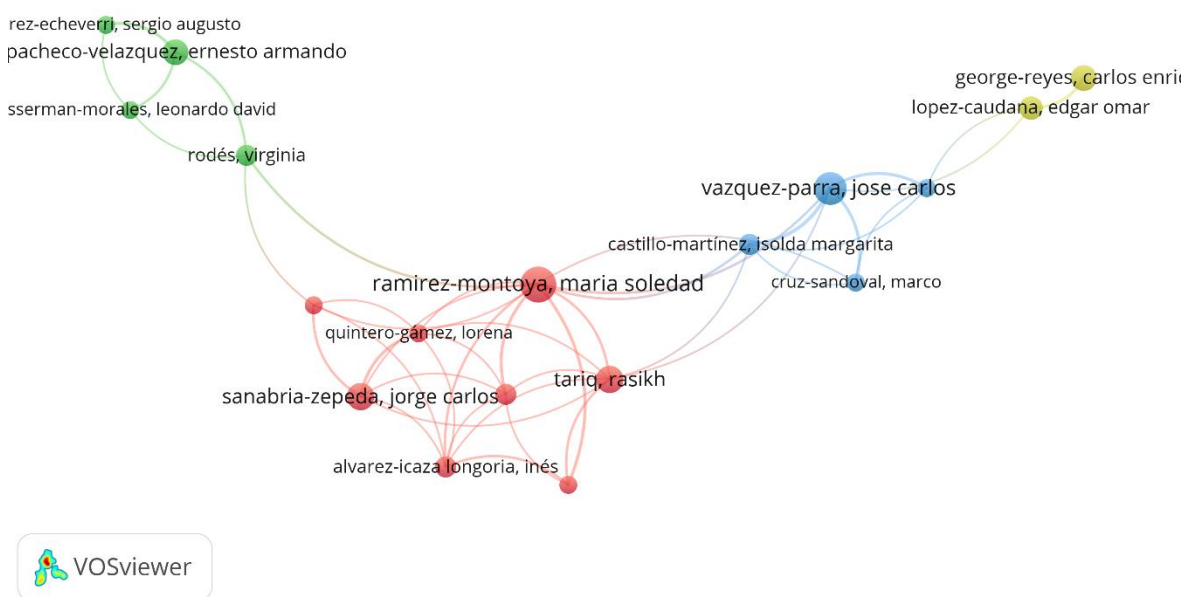 rez-echeverri, sergio augusto
pacheco-velazquez, ernesto armando
sserman-morales, leonardo david
rodés, virginia
george-reyes, carlos enri
lopez-caudana, edgar omar
vazquez-parra, jose carlos
castillo-martínez, isolda margarita
cruz-sandoval, marco
ramirez-montoya, maria soledad
quintero-gámez, lorena
tariq, rasikh
sanabria-zepeda, jorge carlos
alvarez-icaza longoria, inés
VOSviewer